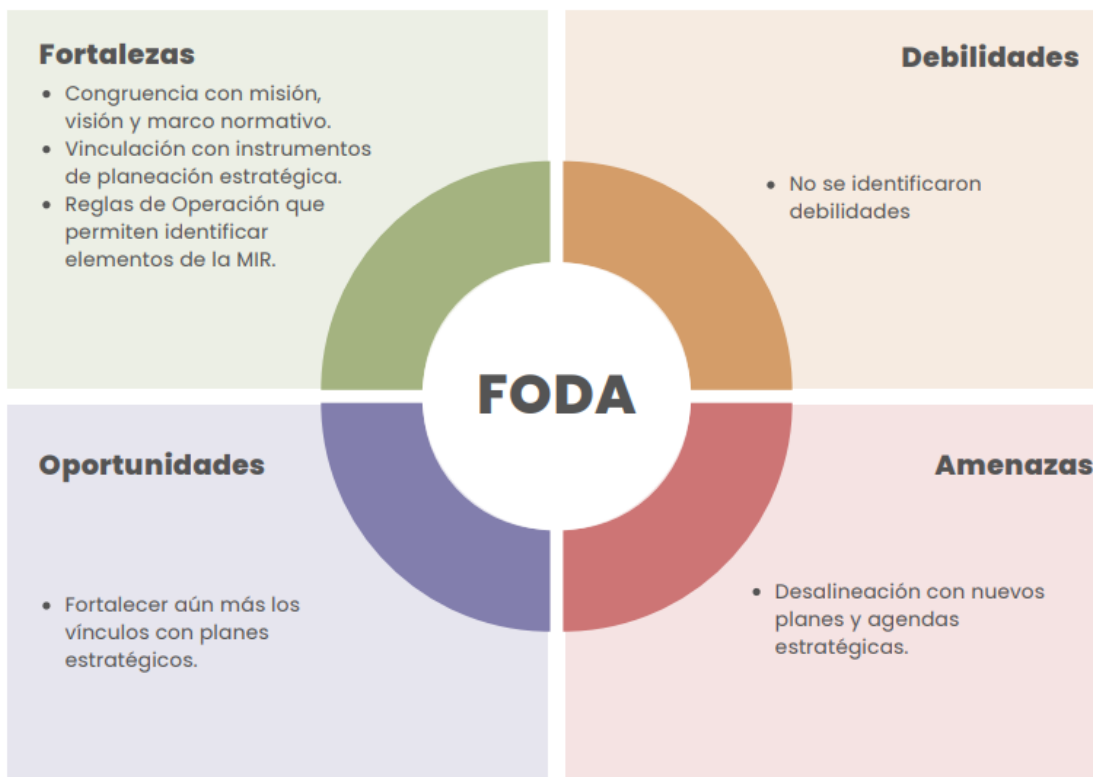 Fortalezas
• Congruencia con misión,
visión y marco normativo.
• Vinculación con instrumentos
de planeación estratégica.
• Reglas de Operación que
permiten identificar
elementos de la MIR.
Debilidades
• No se identificaron
debilidades
FODA
Oportunidades
• Fortalecer aún más los
vínculos con planes
estratégicos.
Amenazas
• Desalineación con nuevos
planes y agendas
estratégicas.